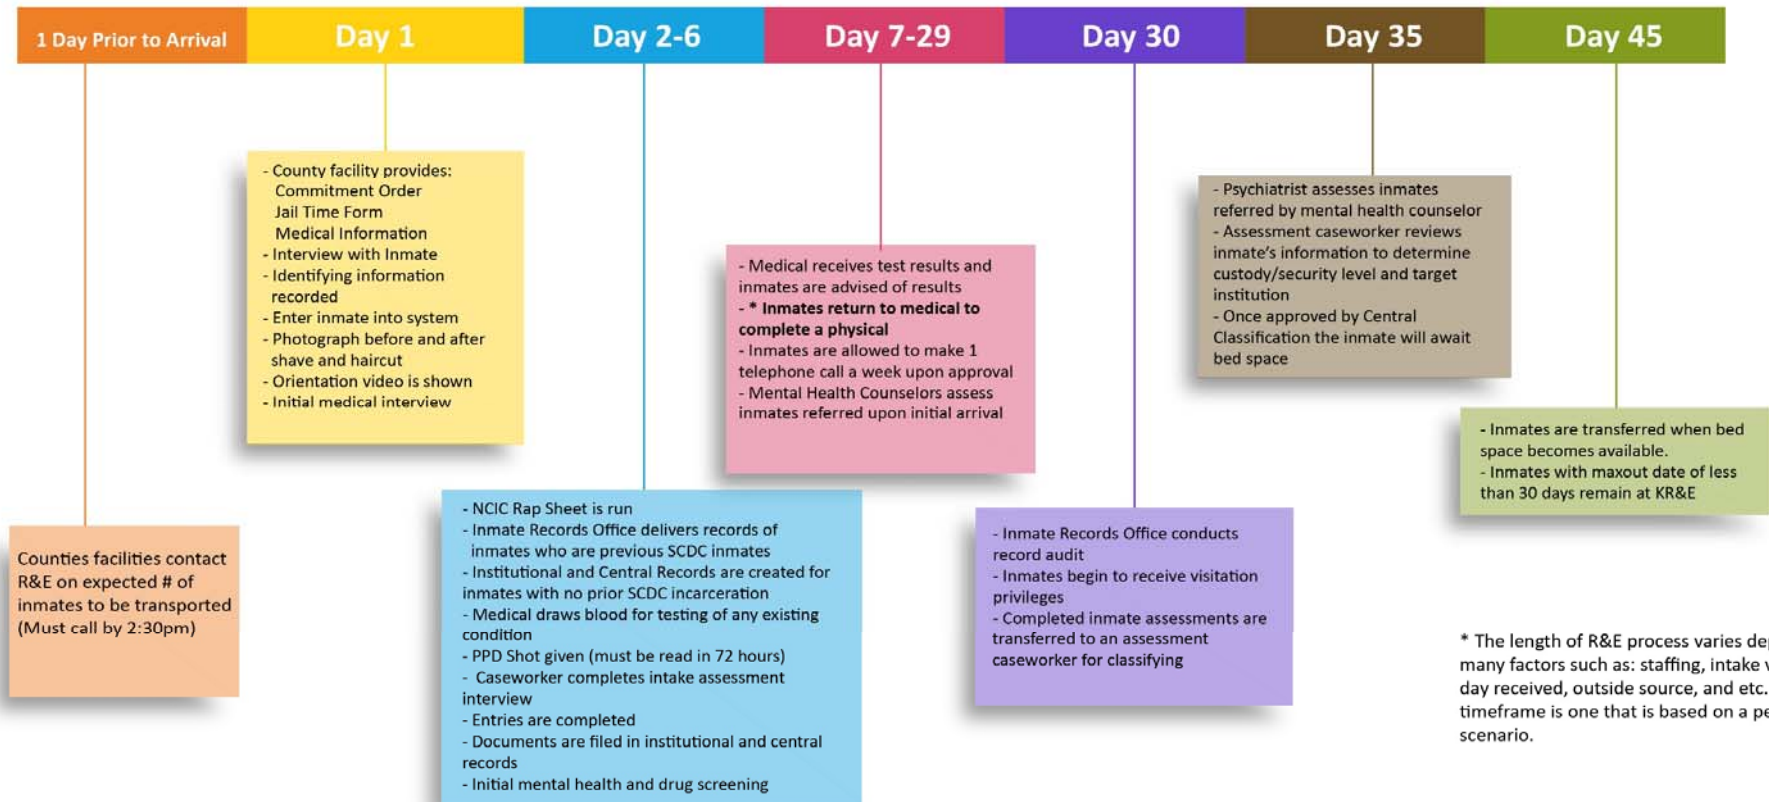 1 Day Prior to Arrival
Day 1
Day 2-6
Day 7-29
Day 30
Day 35
Day 45
Counties facilities contact
R&E on expected # of
inmates to be transported
(Must call by 2:30pm)
- County facility provides:
Commitment Order
Jail Time Form
Medical Information
- Interview with Inmate
- Identifying information
recorded
- Enter inmate into system
- Photograph before and after
shave and haircut
- Orientation video is shown
- Initial medical interview
- NCIC Rap Sheet is run
- Inmate Records Office delivers records of
inmates who are previous SCDC inmates
- Institutional and Central Records are created for
inmates with no prior SCDC incarceration
- Medical draws blood for testing of any existing
condition
- PPD Shot given (must be read in 72 hours)
- Caseworker completes intake assessment
interview
- Entries are completed
- Documents are filed in institutional and central
records
- Initial mental health and drug screening
- Medical receives test results and
inmates are advised of results
- * Inmates return to medical to
complete a physical
- Inmates are allowed to make 1
telephone call a week upon approval
- Mental Health Counselors assess
inmates referred upon initial arrival
- Inmate Records Office conducts
record audit
- Inmates begin to receive visitation
privileges
- Completed inmate assessments are
transferred to an assessment
caseworker for classifying
- Psychiatrist assesses inmates
referred by mental health counselor
- Assessment caseworker reviews
inmate's information to determine
custody/security level and target
institution
- Once approved by Central
Classification the inmate will await
bed space
- Inmates are transferred when bed
space becomes available.
- Inmates with maxout date of less
than 30 days remain at KR&E
* The length of R&E process varies
many factors such as: staffing, intake
day received, outside source, and etc.
timeframe is one that is based on a
scenario.